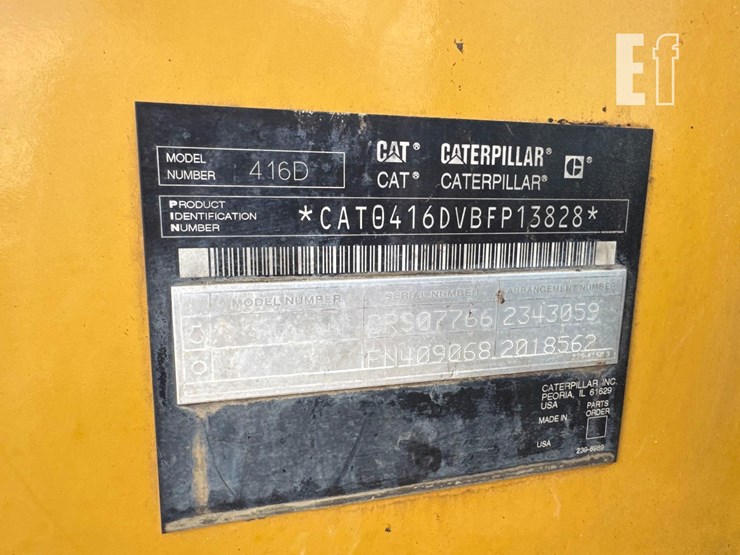 Ef
MODEL NUMBER 416D
CAT® CATERPILLAR® C®
CAT® CATERPILLAR®
PRODUCT IDENTIFICATION NUMBER *CAT0416DVBFP13828*
MODEL NUMBER SERIAL NUMBER ARRANGEMENT NUMBER
CRS07766 2343059
FN409068 2018562
CATERPILLAR INC.
PEORIA, IL 61629
USA PARTS ORDER
MADE IN
USA